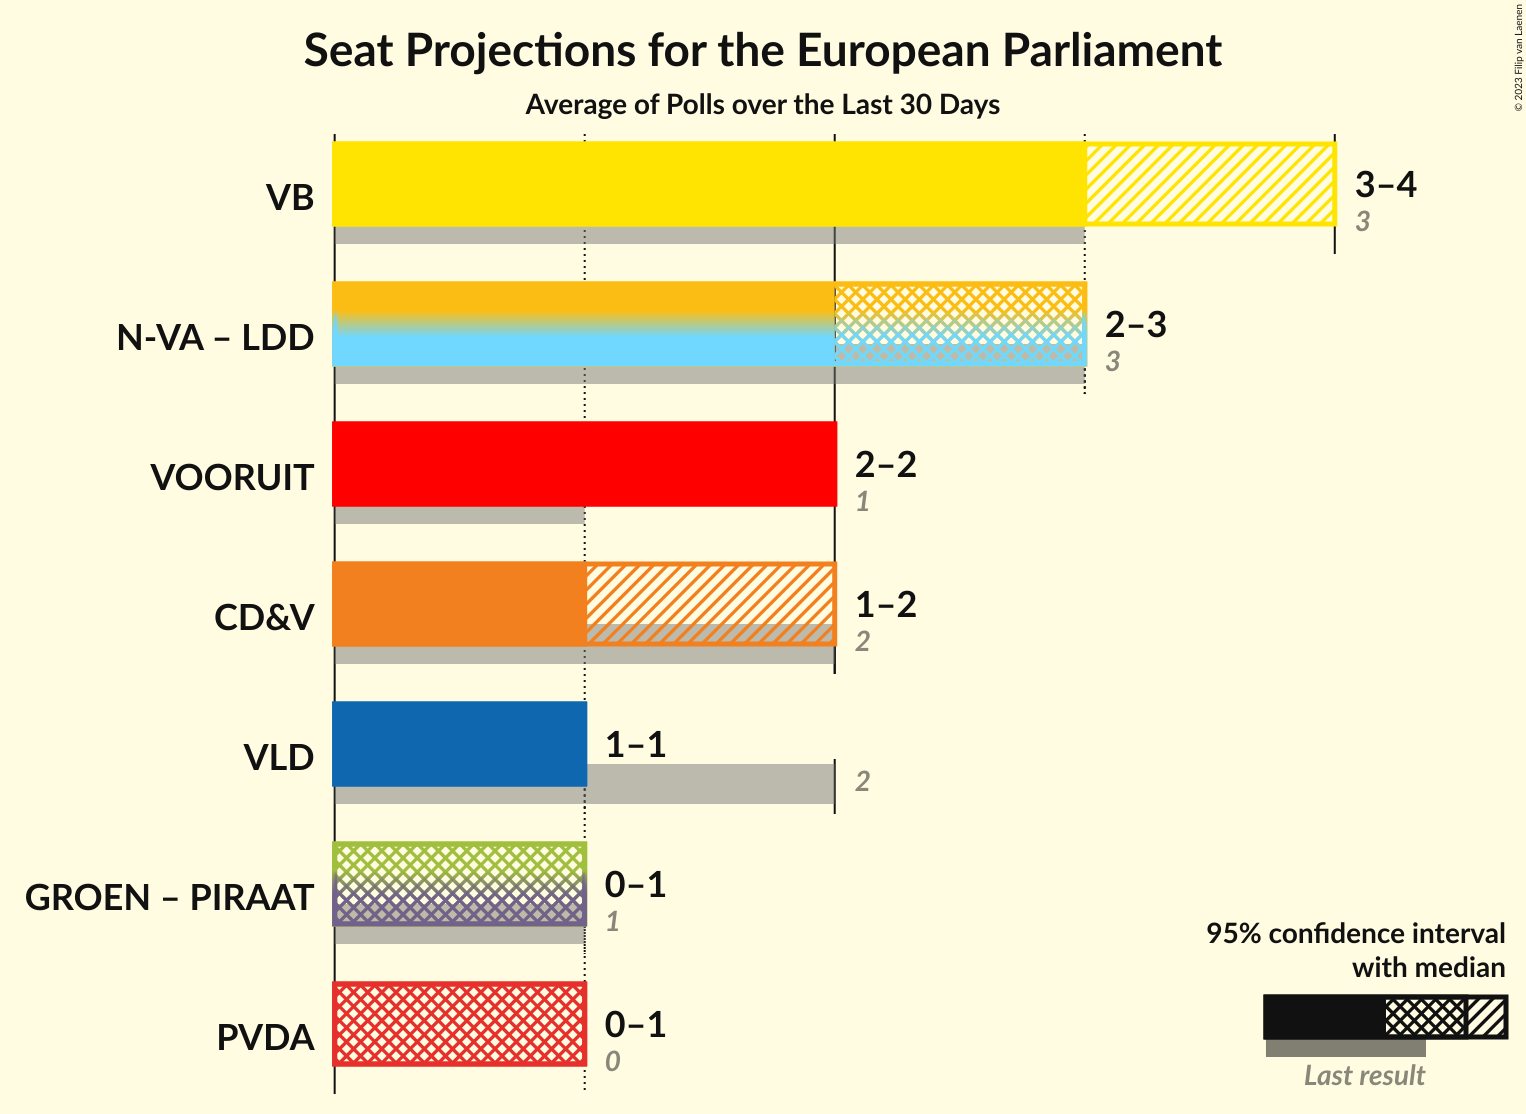 Seat Projections for the European Parliament
Average of Polls over the Last 30 Days
© 2023 Filip van Laenen
VB
3–4
3
N-VA – LDD
2–3
3
VOORUIT
2–2
1
CD&V
1–2
2
VLD
1–1
2
GROEN – PIRAAT
0–1
1
PVDA
0–1
0
95% confidence interval
with median
Last result